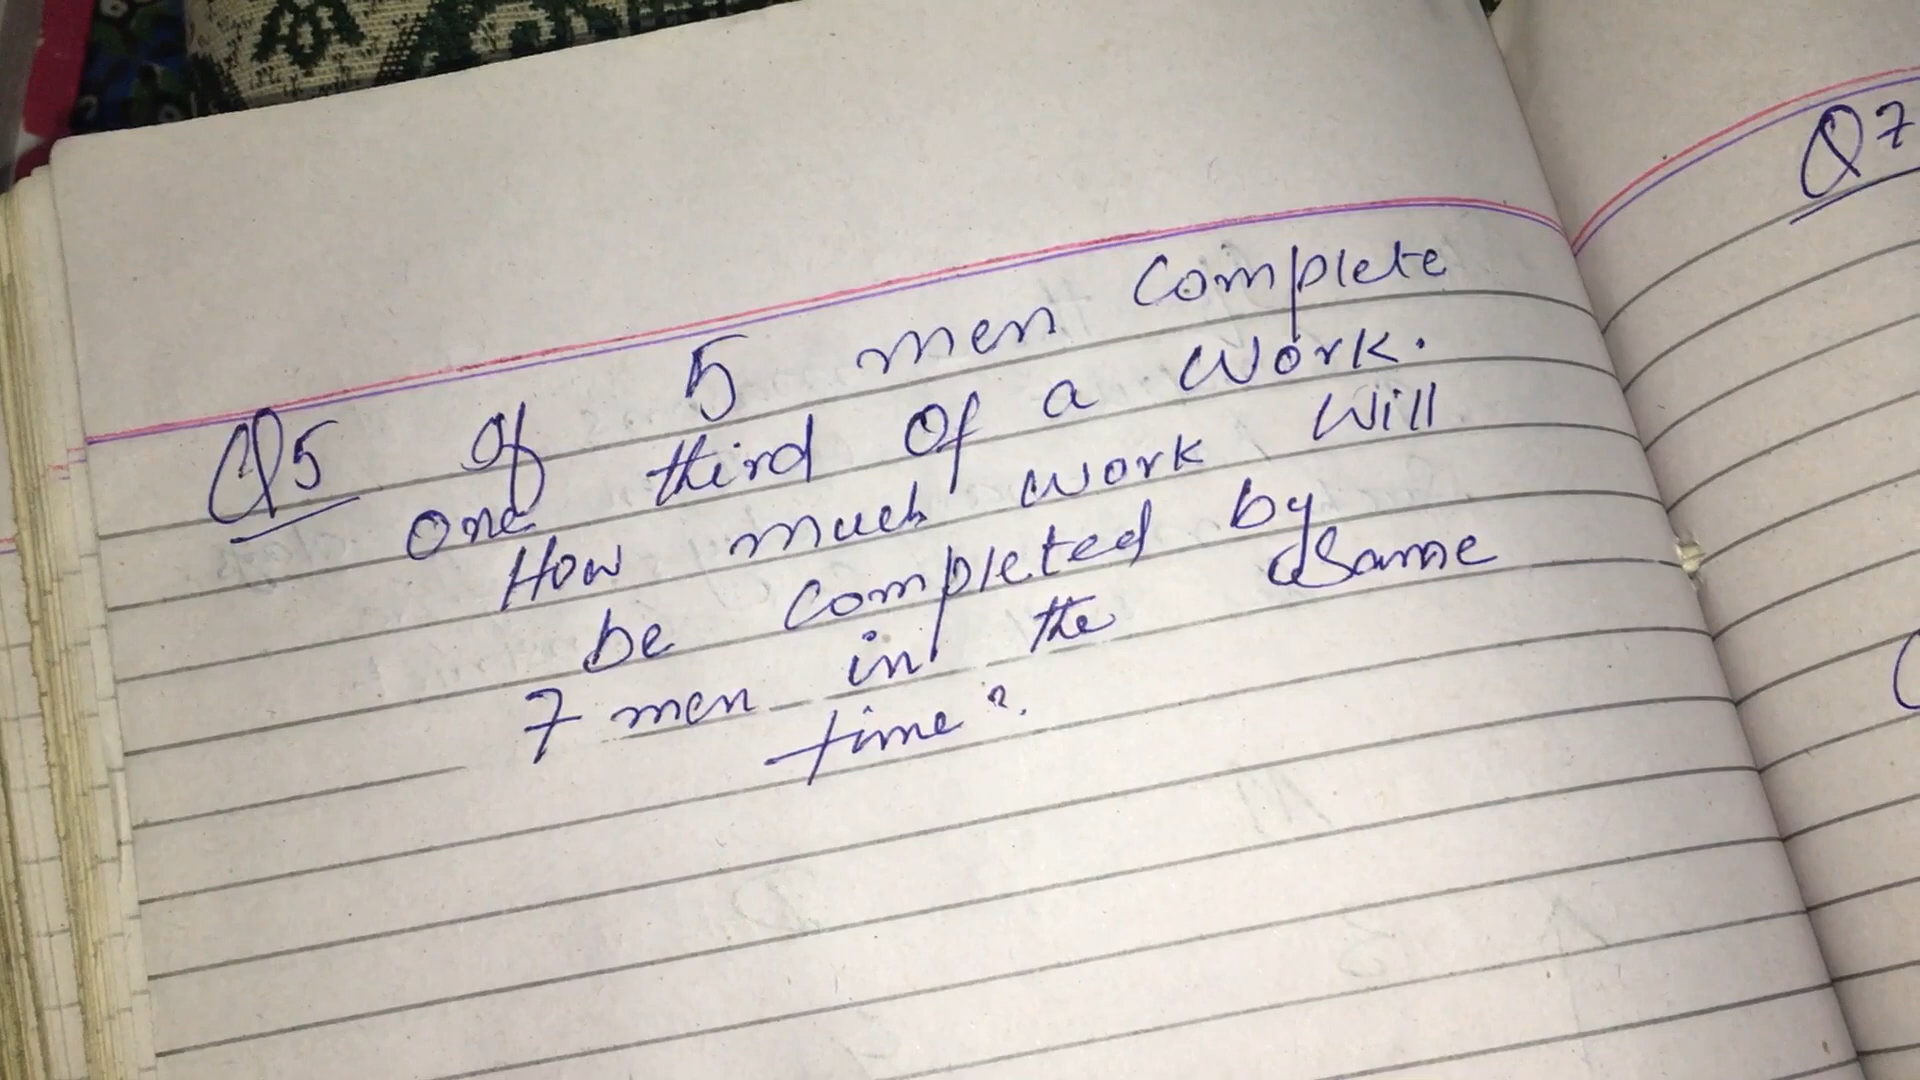 Q5 If 5 men complete
one third of a work.
How much work will
be completed by
7 men in the same
time?
Q7